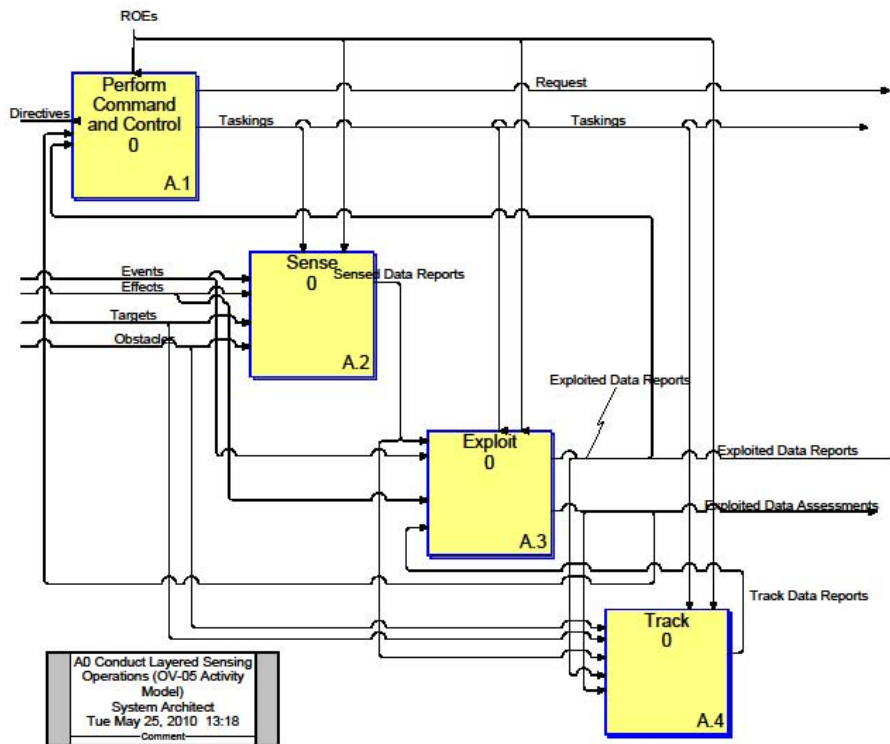 ROEs
Perform
Command
and Control
0
A.1
Directives
Request
Taskings
Taskings
Events
Effects
Targets
Obstacles
Sense
0
A.2
Sensed Data Reports
Exploited Data Reports
Exploit
0
A.3
Exploited Data Reports
Exploited Data Assessments
Track Data Reports
Track
0
A.4
A0 Conduct Layered Sensing
Operations (OV-05 Activity
Model)
System Architect
Tue May 25, 2010 13:18
Comment